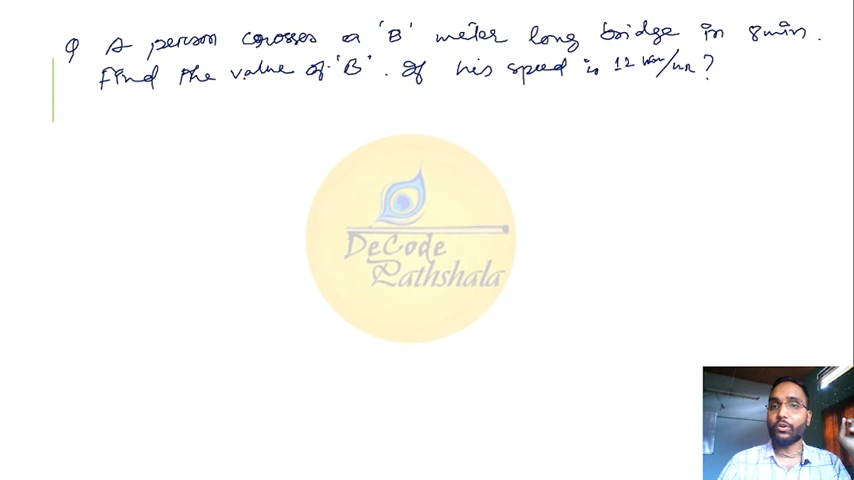 Q A person crosses a 'B' meter long bridge in 8min.
Find the value of 'B'. If his speed is 12 km/hr?
DeCode
Pathshala